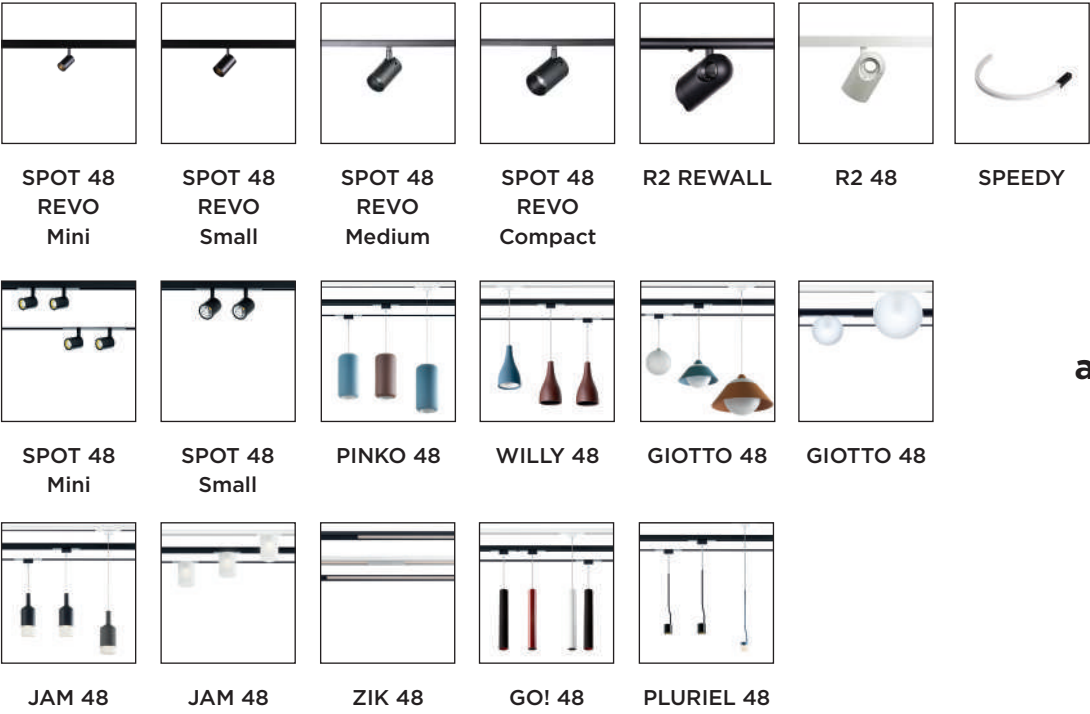 SPOT 48
REVO
Mini
SPOT 48
REVO
Small
SPOT 48
REVO
Medium
SPOT 48
REVO
Compact
R2 REWALL
R2 48
SPEEDY
SPOT 48
Mini
SPOT 48
Small
PINKO 48
WILLY 48
GIOTTO 48
GIOTTO 48
a
JAM 48
JAM 48
ZIK 48
GO! 48
PLURIEL 48